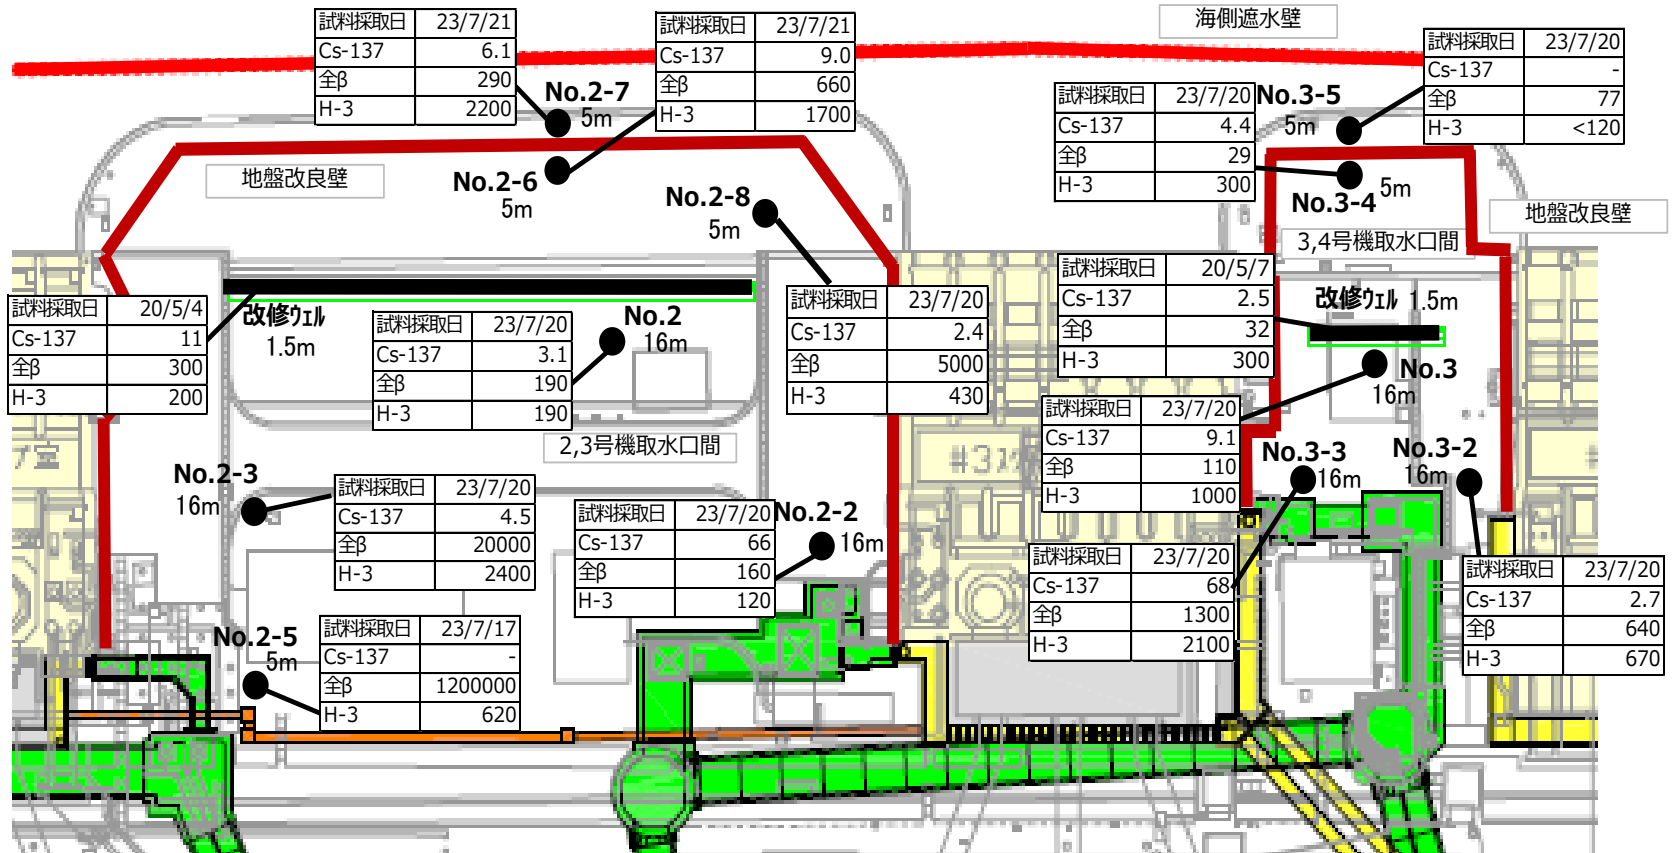 海側遮水壁
試料採取日 23/7/21
Cs-137 6.1
全β 290
H-3 2200
試料採取日 23/7/21
Cs-137 9.0
全β 660
H-3 1700
試料採取日 23/7/20
Cs-137 -
全β 77
H-3 <120
No.2-7
5m
試料採取日 23/7/20
Cs-137 4.4
全β 29
H-3 300
No.3-5
5m
地盤改良壁
No.2-6
5m
No.2-8
5m
No.3-4
5m
地盤改良壁
3,4号機取水口間
試料採取日 20/5/4
Cs-137 11
全β 300
H-3 200
改修ウェル
1.5m
試料採取日 23/7/20
Cs-137 3.1
全β 190
H-3 190
No.2
16m
試料採取日 23/7/20
Cs-137 2.4
全β 5000
H-3 430
試料採取日 20/5/7
Cs-137 2.5
全β 32
H-3 300
改修ウェル 1.5m
No.3
16m
試料採取日 23/7/20
Cs-137 9.1
全β 110
H-3 1000
2,3号機取水口間
No.2-3
16m
試料採取日 23/7/20
Cs-137 4.5
全β 20000
H-3 2400
試料採取日 23/7/20
Cs-137 66
全β 160
H-3 120
No.2-2
16m
No.3-3
16m
No.3-2
16m
試料採取日 23/7/20
Cs-137 68
全β 1300
H-3 2100
試料採取日 23/7/20
Cs-137 2.7
全β 640
H-3 670
No.2-5
5m
試料採取日 23/7/17
Cs-137 -
全β 1200000
H-3 620